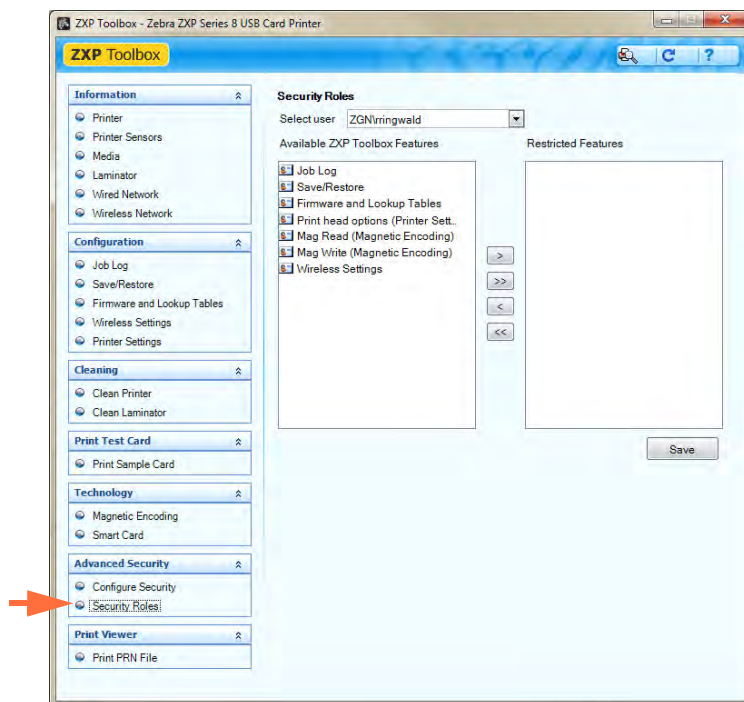 ZXP Toolbox - Zebra ZXP Series 8 USB Card Printer
ZXP Toolbox
?
Information
Printer
Printer Sensors
Media
Laminator
Wired Network
Wireless Network
Configuration
Job Log
Save/Restore
Firmware and Lookup Tables
Wireless Settings
Printer Settings
Cleaning
Clean Printer
Clean Laminator
Print Test Card
Print Sample Card
Technology
Magnetic Encoding
Smart Card
Advanced Security
Configure Security
Security Roles
Print Viewer
Print PRN File
Security Roles
Select user ZGN\rringwald
Available ZXP Toolbox Features
Job Log
Save/Restore
Firmware and Lookup Tables
Print head options (Printer Sett..
Mag Read (Magnetic Encoding)
Mag Write (Magnetic Encoding)
Wireless Settings
>
>>
<
<<
Restricted Features
Save